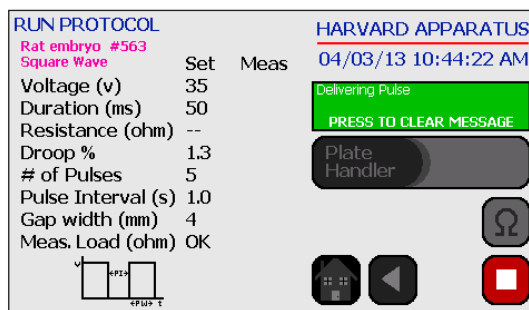 RUN PROTOCOL
Rat embryo #563
Square Wave
Set Meas
Voltage (v) 35
Duration (ms) 50
Resistance (ohm) --
Droop % 1.3
# of Pulses 5
Pulse Interval (s) 1.0
Gap width (mm) 4
Meas. Load (ohm) OK
v
PI
PW t
HARVARD APPARATUS
04/03/13 10:44:22 AM
Delivering Pulse
PRESS TO CLEAR MESSAGE
Plate
Handler
Ω